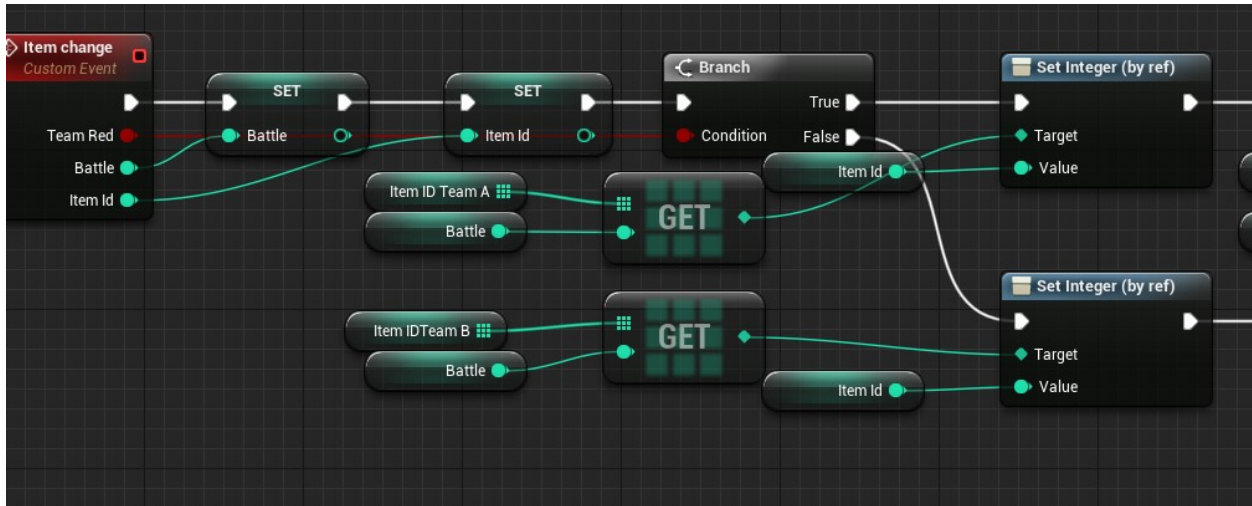 Item change
Custom Event
Team Red
Battle
Item Id
SET
Battle
SET
Item Id
Branch
True
Condition
False
Set Integer (by ref)
Target
Value
Item Id
Item ID Team A
Battle
GET
Item IDTeam B
Battle
GET
Item Id
Set Integer (by ref)
Target
Value